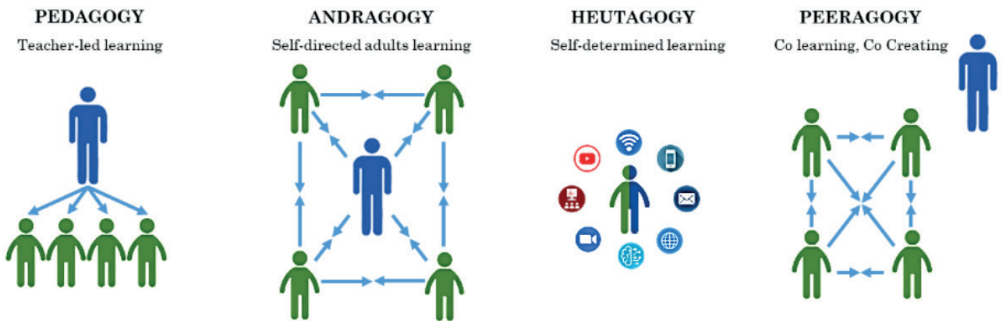 PEDAGOGY
Teacher-led learning
ANDRAGOGY
Self-directed adults learning
HEUTAGOGY
Self-determined learning
PEERAGOGY
Co learning, Co Creating